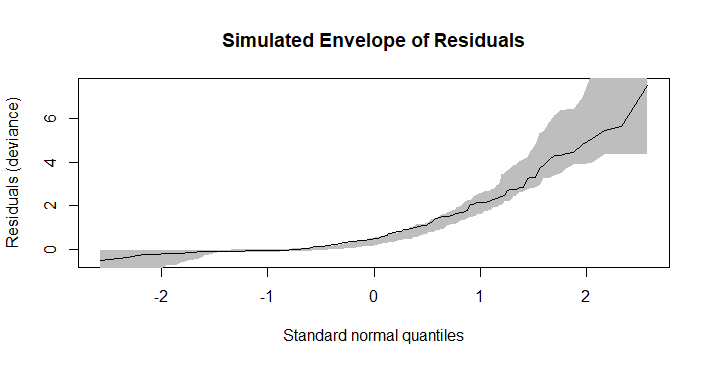 Simulated Envelope of Residuals
Residuals (deviance)
6
4
2
0
-2 -1 0 1 2
Standard normal quantiles